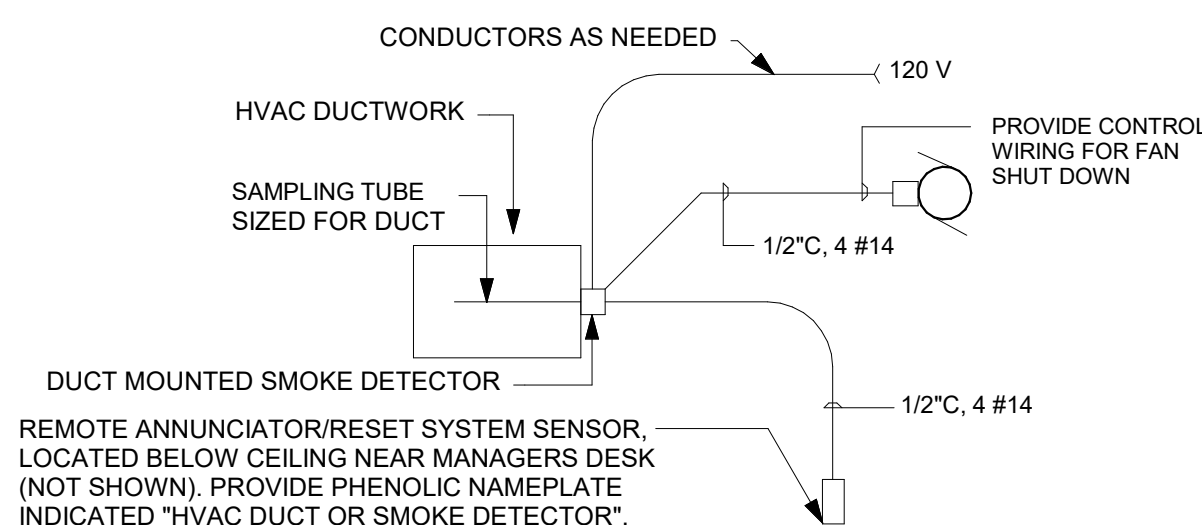 CONDUCTORS AS NEEDED
120 V
HVAC DUCTWORK
PROVIDE CONTROL
WIRING FOR FAN
SHUT DOWN
SAMPLING TUBE
SIZED FOR DUCT
1/2"C, 4 #14
DUCT MOUNTED SMOKE DETECTOR
1/2"C, 4 #14
REMOTE ANNUNCIATOR/RESET SYSTEM SENSOR,
LOCATED BELOW CEILING NEAR MANAGERS DESK
(NOT SHOWN). PROVIDE PHENOLIC NAMEPLATE
INDICATED "HVAC DUCT OR SMOKE DETECTOR".